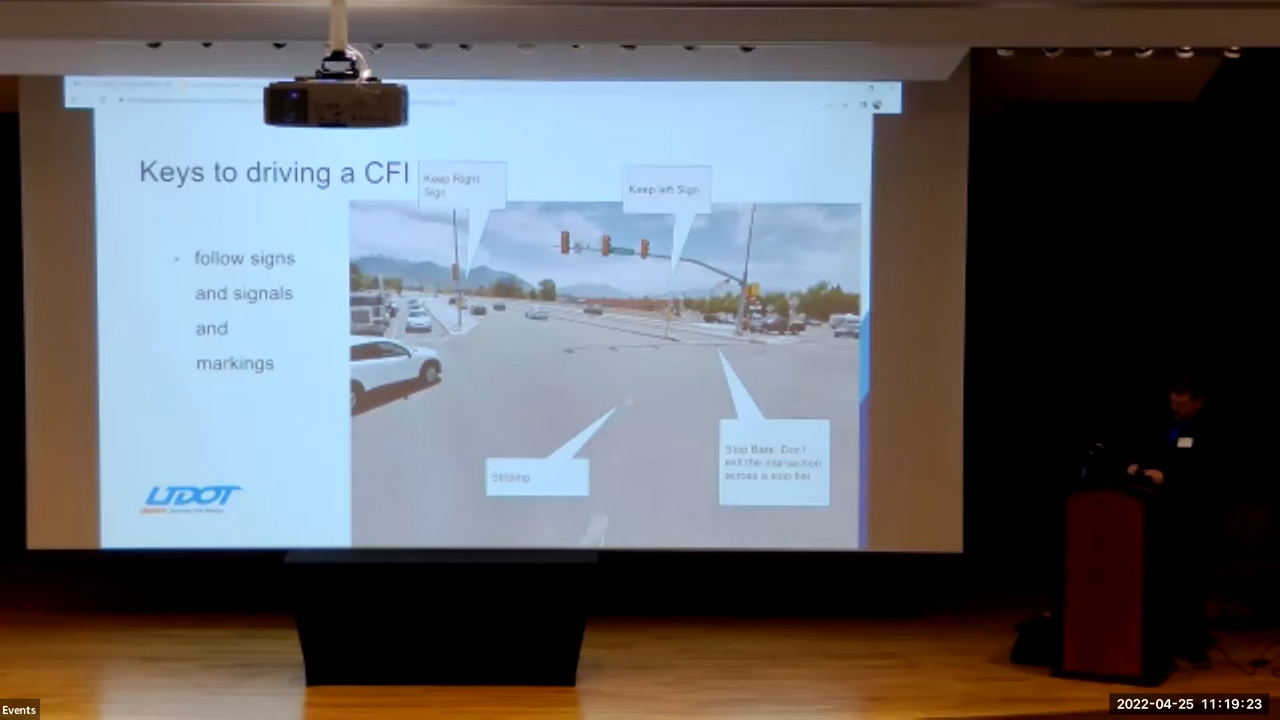 Keys to driving a CFI
Keep Right
Sign
Keep left Sign
- follow signs
and signals
and
markings
Striping
Stop Bars: Don't
exit the intersection
across a stop bar
UDOT
Events
2022-04-25 11:19:23